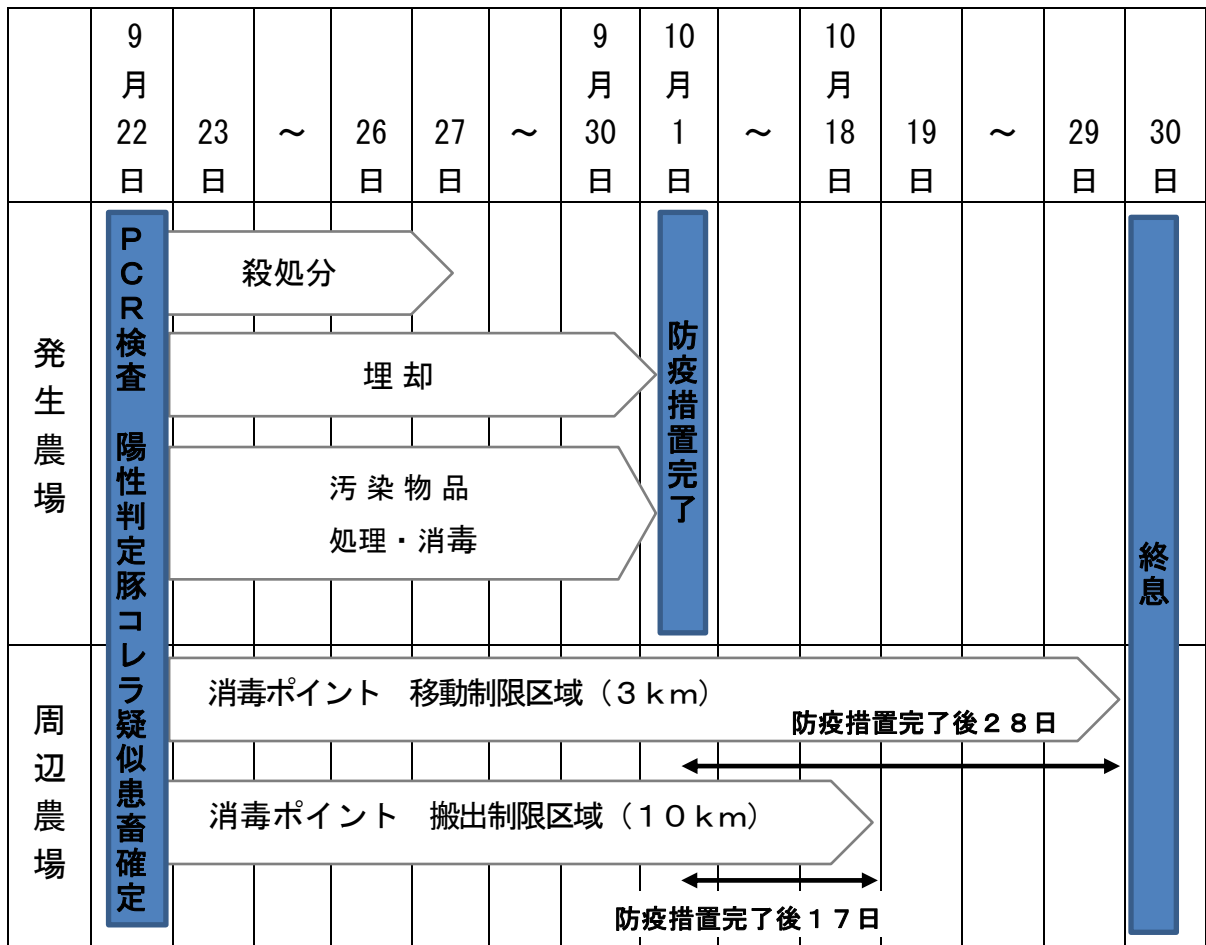 9月22日
23日
～
26日
27日
～
9月30日
10月1日
～
10月18日
19日
～
29日
30日
発生農場
ＰＣＲ検査　陽性判定豚コレラ疑似患畜確定
殺処分
埋 却
汚 染 物 品
処理・消毒
防疫措置完了
終息
周辺農場
消毒ポイント　移動制限区域（３ｋｍ）
防疫措置完了後２８日
消毒ポイント　搬出制限区域（１０ｋｍ）
防疫措置完了後１７日